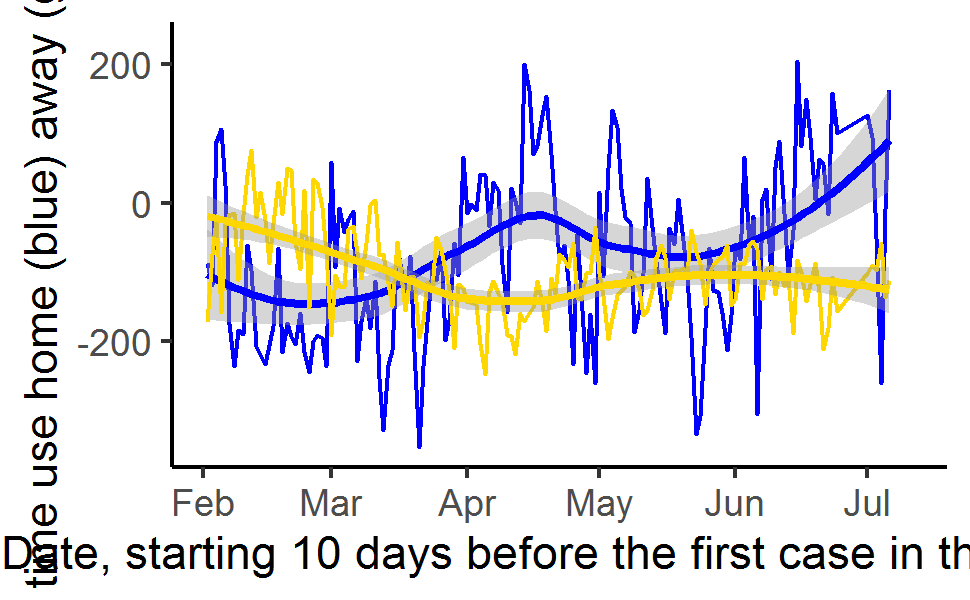 time use home (blue) away (
200
0
-200
Feb Mar Apr May Jun Jul
Date, starting 10 days before the first case in th